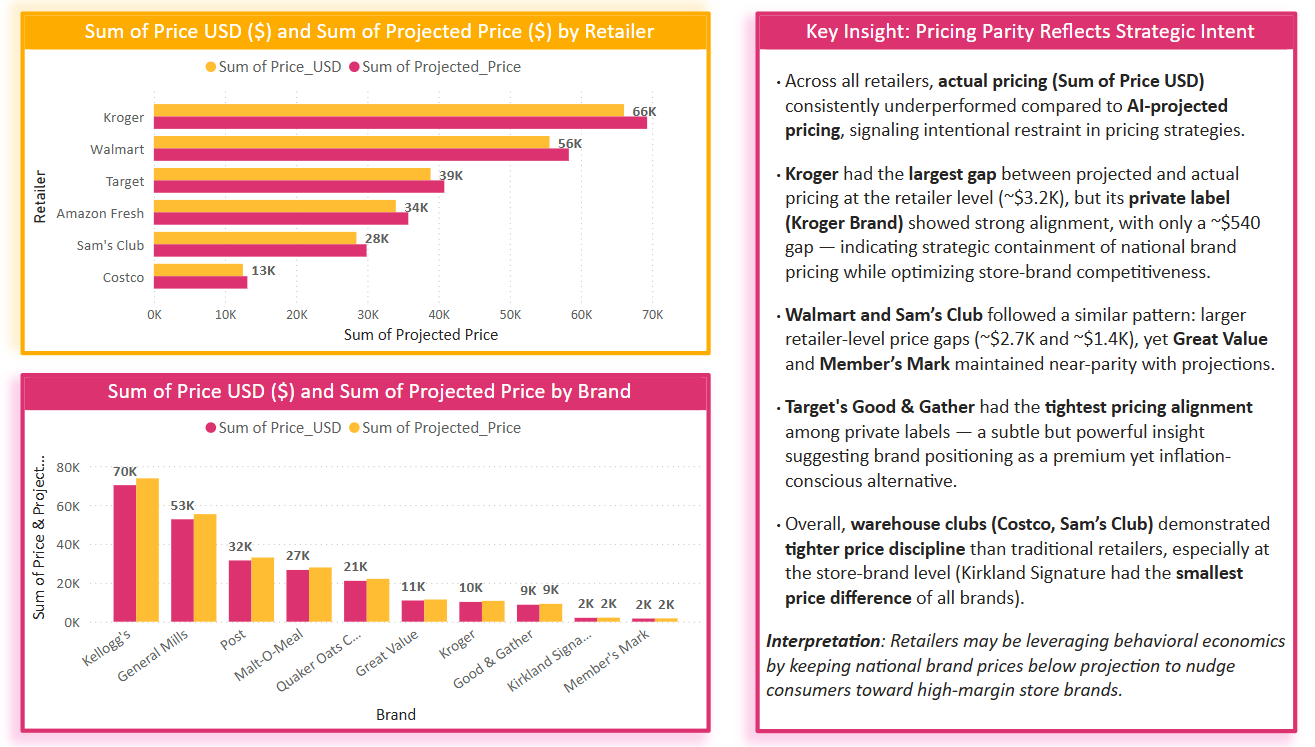 Sum of Price USD ($) and Sum of Projected Price ($) by Retailer
Sum of Price_USD Sum of Projected_Price
Retailer
Kroger 66K
Walmart 56K
Target 39K
Amazon Fresh 34K
Sam's Club 28K
Costco 13K
0K 10K 20K 30K 40K 50K 60K 70K
Sum of Projected Price
Sum of Price USD ($) and Sum of Projected Price by Brand
Sum of Price_USD Sum of Projected_Price
Sum of Price & Project...
80K
60K
40K
20K
0K
70K 53K 32K 27K 21K 11K 10K 9K 9K 2K 2K 2K 2K
Kellogg's General Mills Post Malt-O-Meal Quaker Oats C... Great Value Kroger Good & Gather Kirkland Signa... Member's Mark
Brand
Key Insight: Pricing Parity Reflects Strategic Intent
· Across all retailers, actual pricing (Sum of Price USD)
consistently underperformed compared to AI-projected
pricing, signaling intentional restraint in pricing strategies.
· Kroger had the largest gap between projected and actual
pricing at the retailer level (~$3.2K), but its private label
(Kroger Brand) showed strong alignment, with only a ~$540
gap — indicating strategic containment of national brand
pricing while optimizing store-brand competitiveness.
· Walmart and Sam’s Club followed a similar pattern: larger
retailer-level price gaps (~$2.7K and ~$1.4K), yet Great Value
and Member’s Mark maintained near-parity with projections.
· Target's Good & Gather had the tightest pricing alignment
among private labels — a subtle but powerful insight
suggesting brand positioning as a premium yet inflation-
conscious alternative.
· Overall, warehouse clubs (Costco, Sam’s Club) demonstrated
tighter price discipline than traditional retailers, especially at
the store-brand level (Kirkland Signature had the smallest
price difference of all brands).
Interpretation: Retailers may be leveraging behavioral economics
by keeping national brand prices below projection to nudge
consumers toward high-margin store brands.